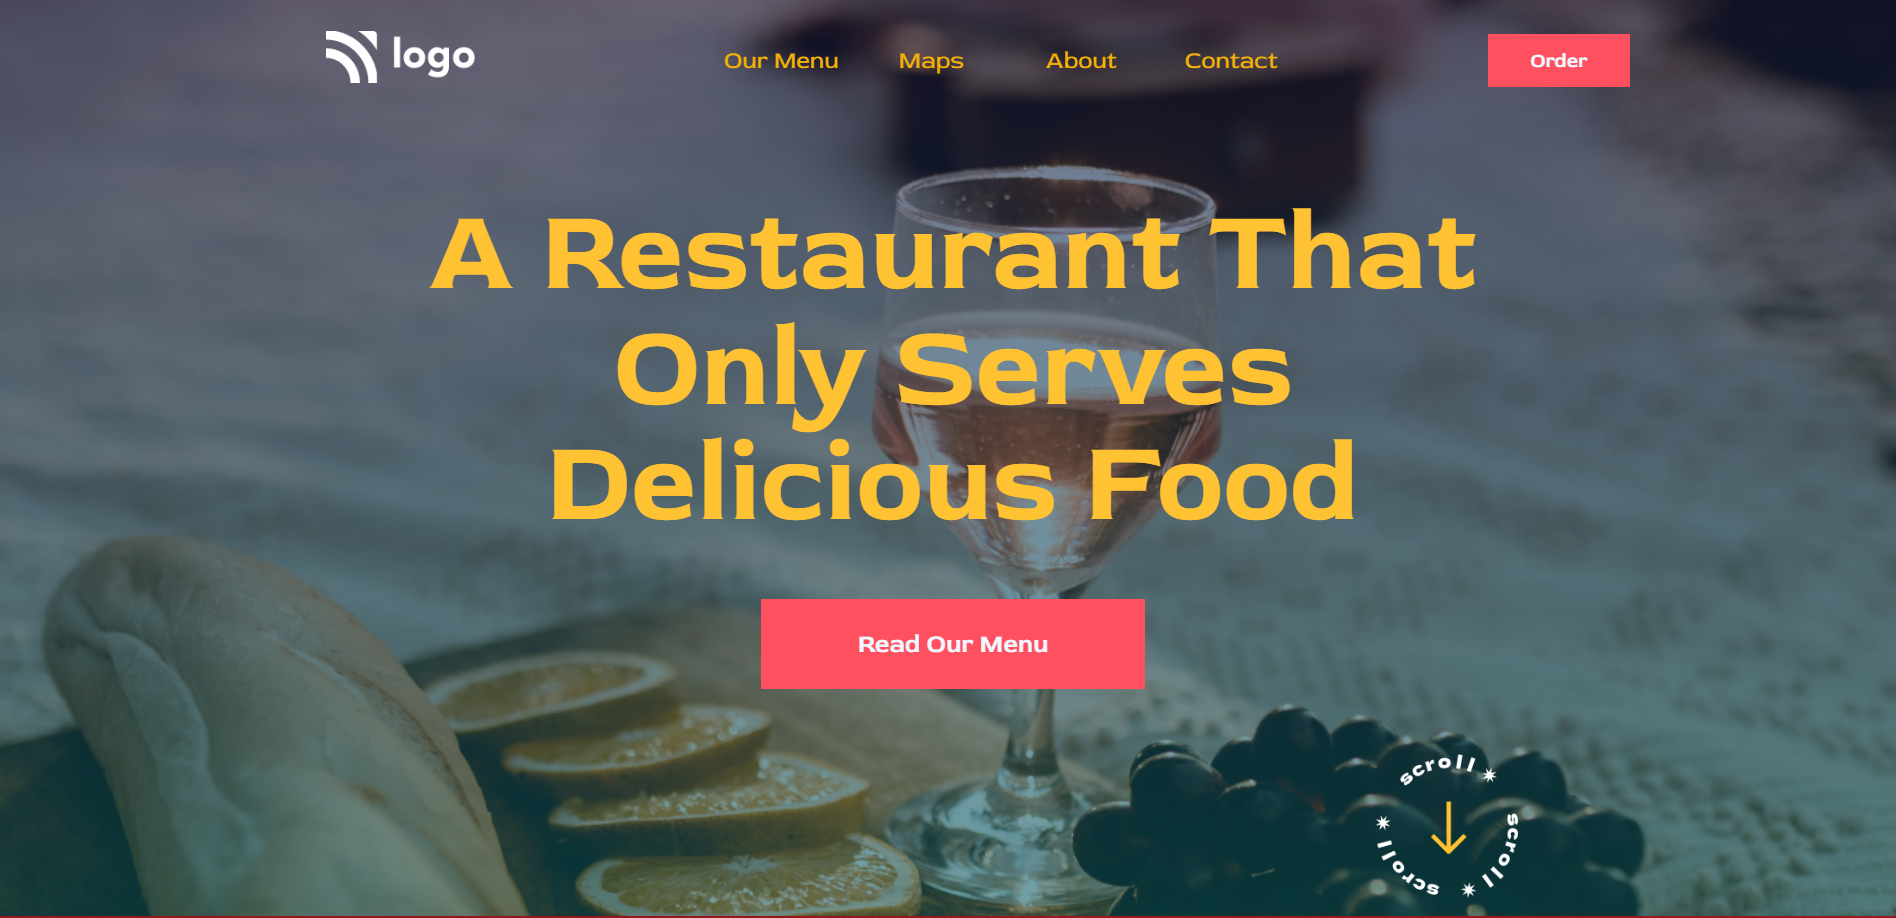 logo
Our Menu
Maps
About
Contact
Order
A Restaurant That
Only Serves
Delicious Food
Read Our Menu
scroll ✷ scroll ✷ scroll ✷